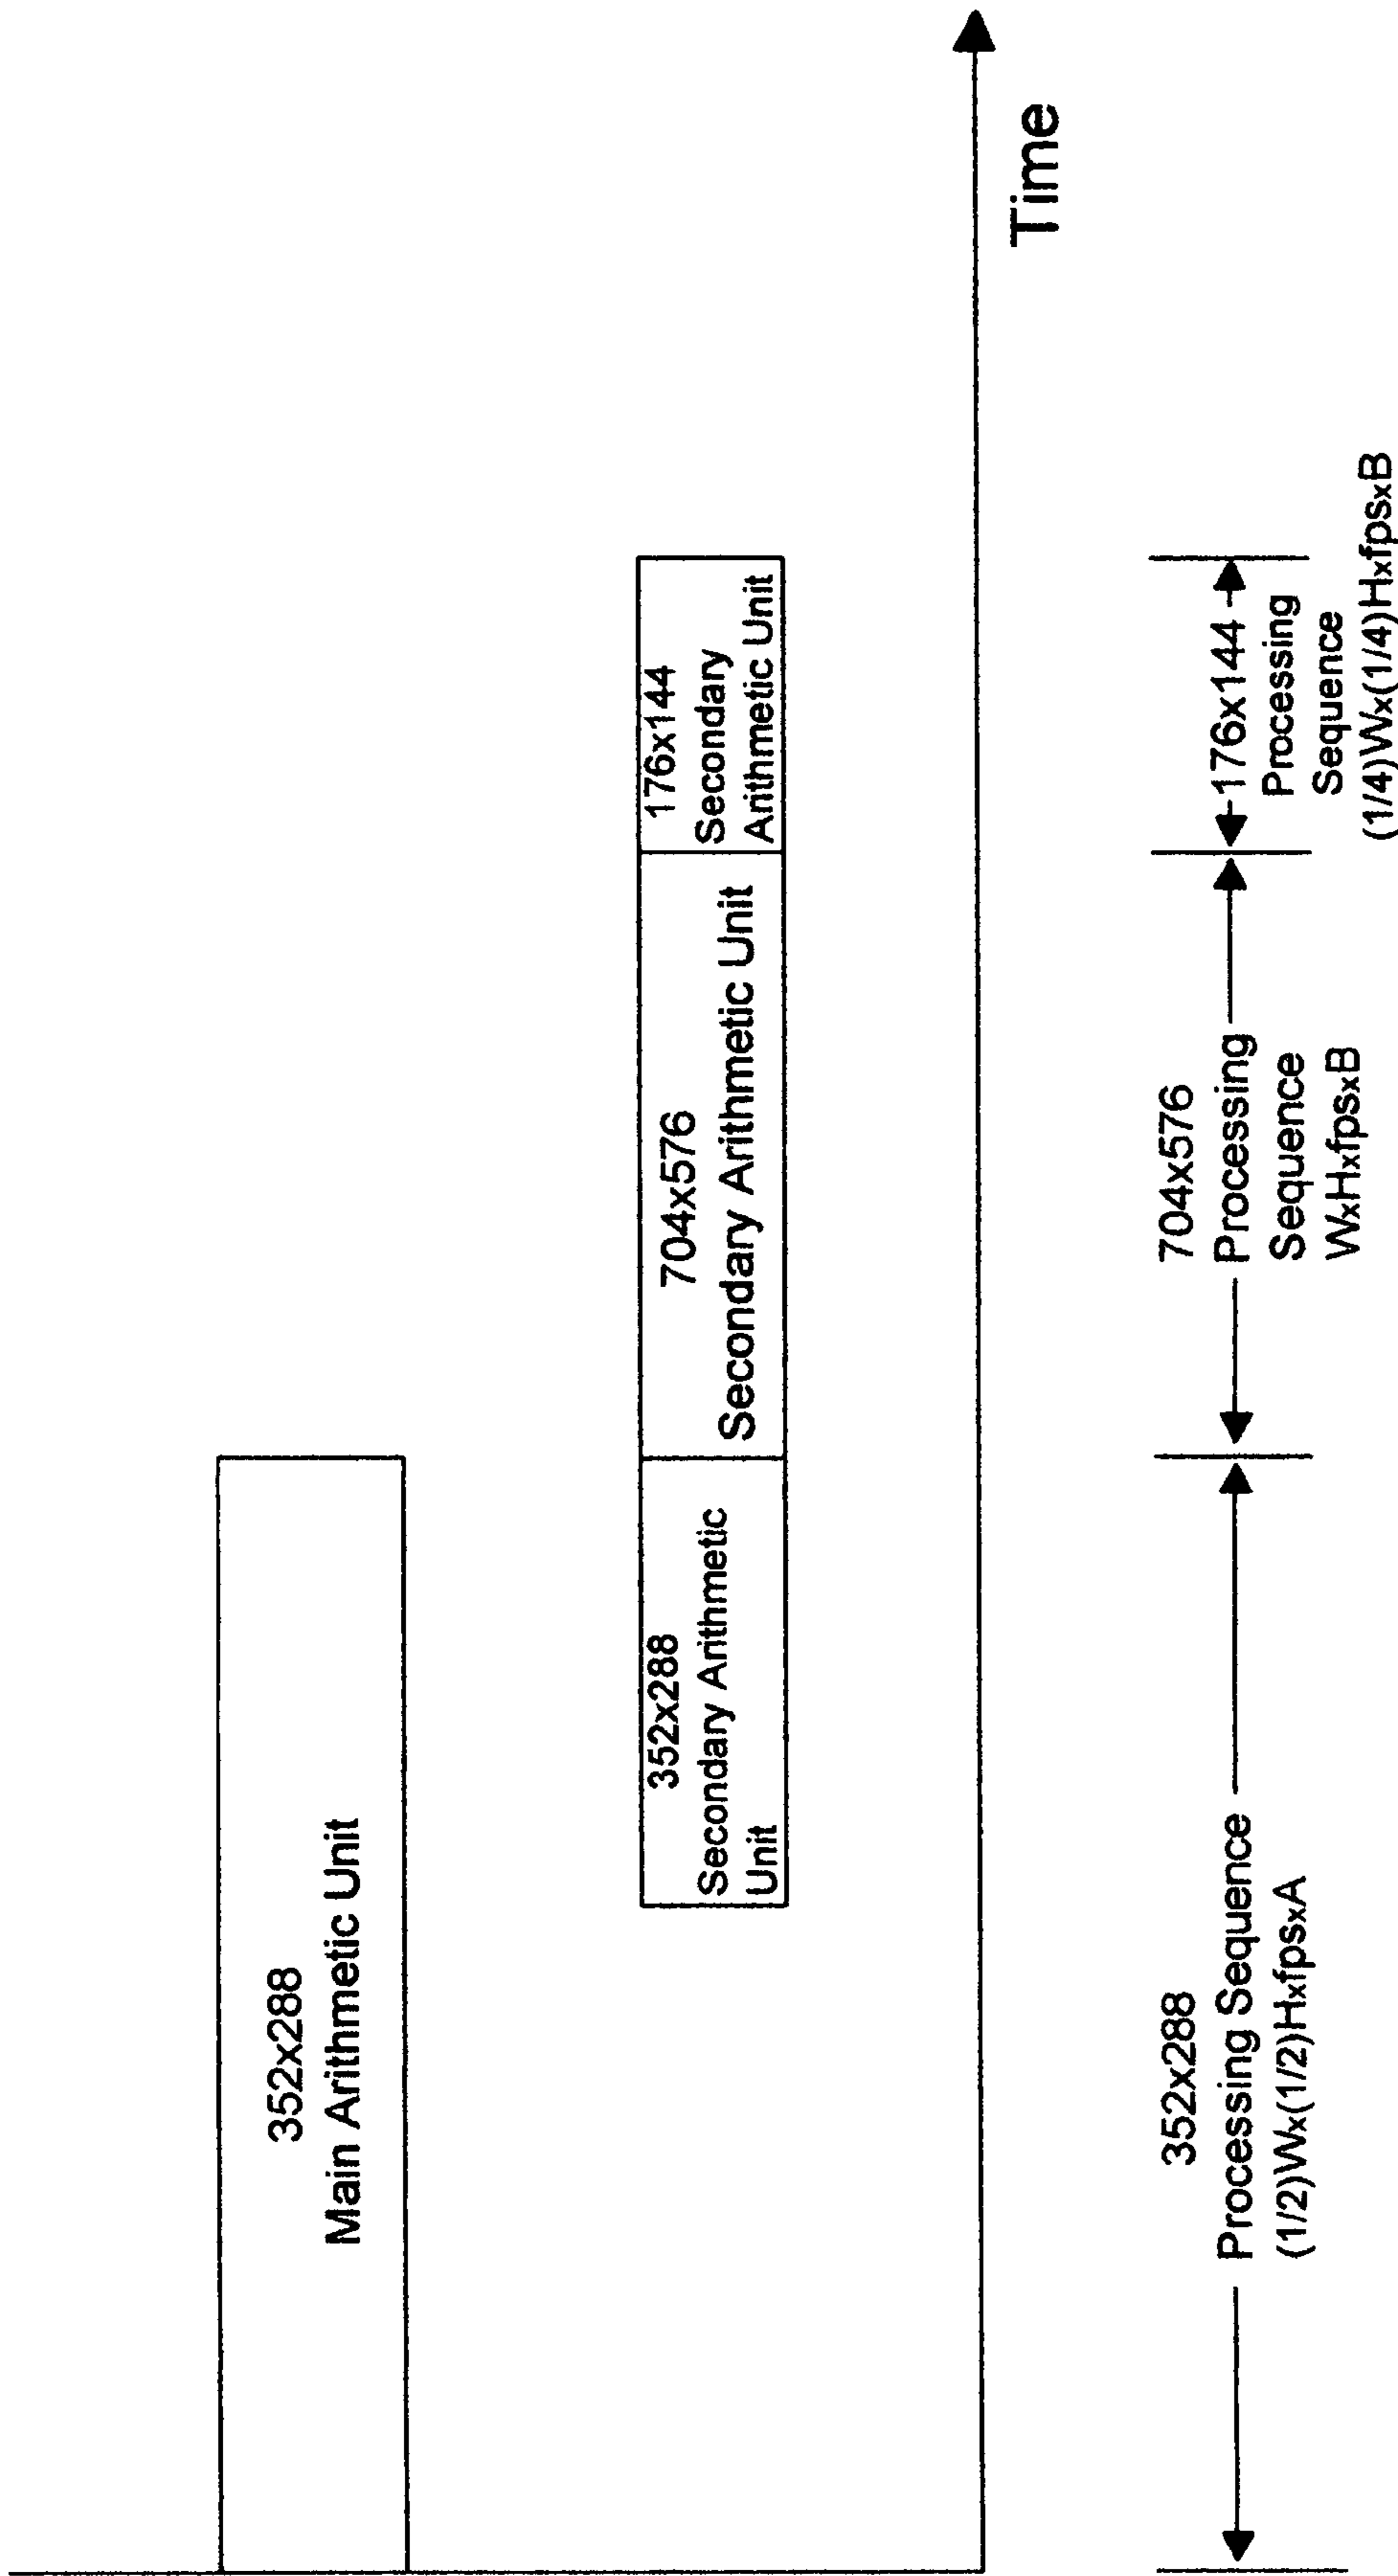 352x288
Main Arithmetic Unit
352x288
Secondary Arithmetic
Unit
704x576
Secondary Arithmetic Unit
176x144
Secondary
Arithmetic Unit
Time
352x288
Processing Sequence
(1/2)Wx(1/2)HxfpsxA
704x576
Processing
Sequence
WxHxfpsxB
176x144
Processing
Sequence
(1/4)Wx(1/4)HxfpsxB